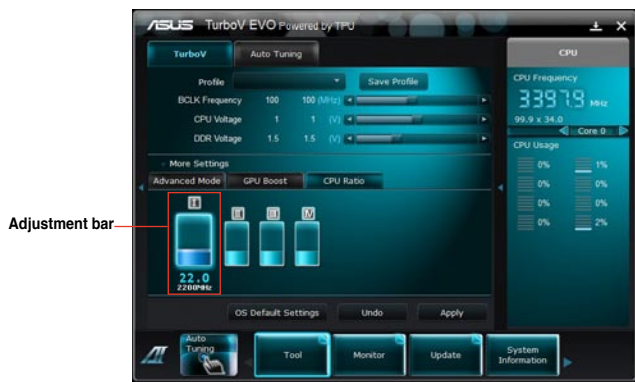 ASUS TurboV EVO Powered by TPU
TurboV
Auto Tuning
Profile
Save Profile
BCLK Frequency 100 100 (MHz)
CPU Voltage 1 1 (V)
DDR Voltage 1.5 1.5 (V)
More Settings
Advanced Mode
GPU Boost
CPU Ratio
Adjustment bar
22.0
2200MHz
OS Default Settings
Undo
Apply
CPU
CPU Frequency
3397.9 MHz
99.9 x 34.0
Core 0
CPU Usage
0% 1%
0% 0%
0% 0%
0% 2%
Auto
Tuning
Tool
Monitor
Update
System
Information